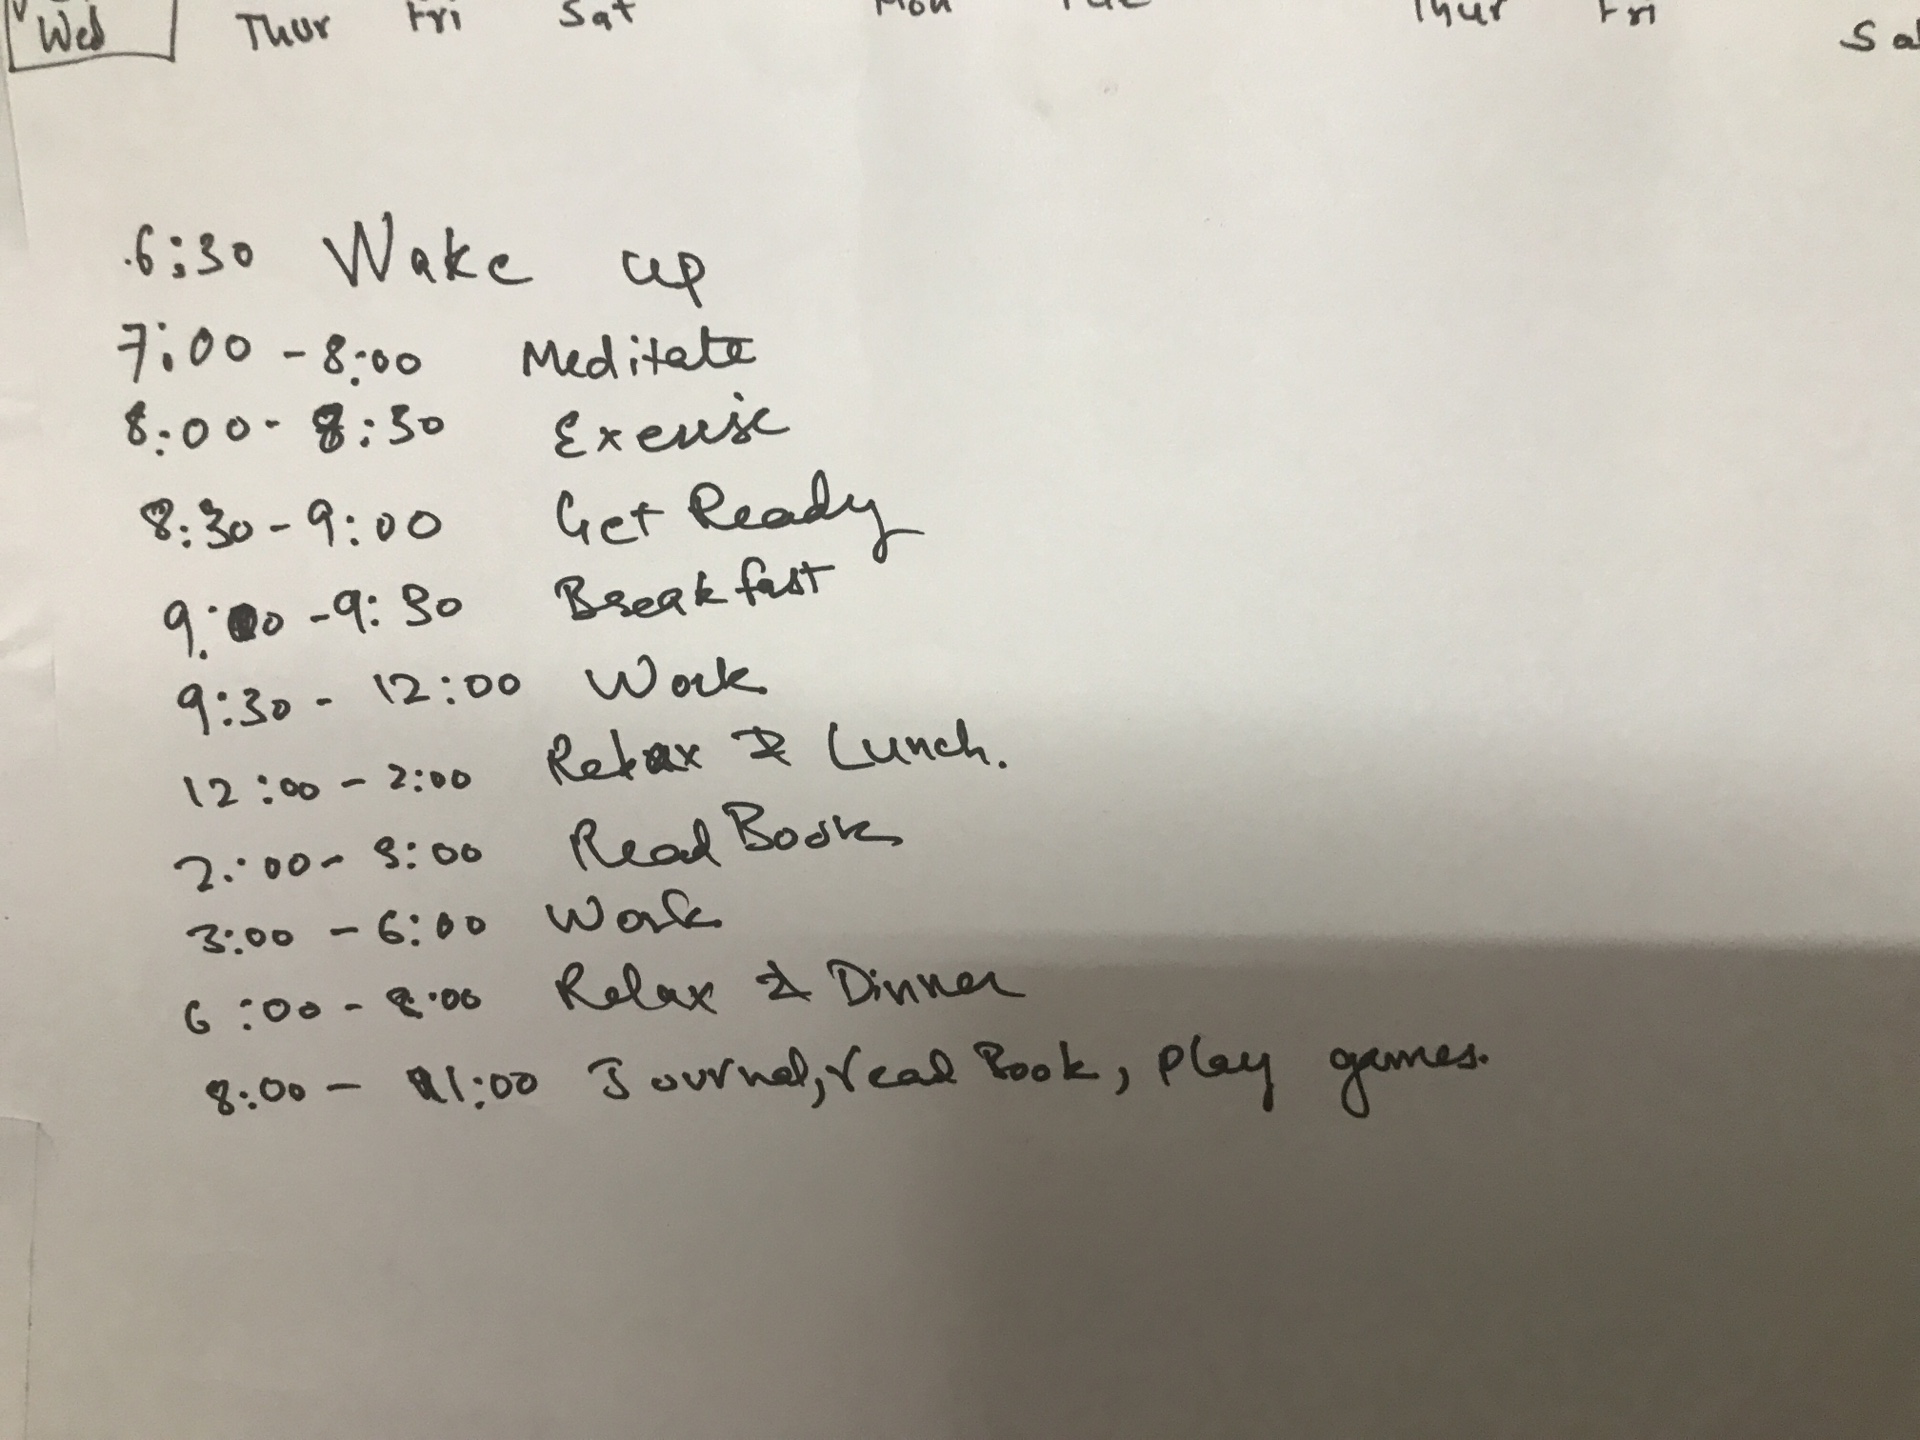 Wed Thur Fri Sat Mon Tue Thur Fri Sat
6:30 Wake up
7:00 - 8:00 Meditate
8:00 - 8:30 Exercise
8:30 - 9:00 Get Ready
9:00 - 9:30 Breakfast
9:30 - 12:00 Work
12:00 - 2:00 Relax & Lunch.
2:00 - 3:00 Read Book
3:00 - 6:00 Work
6:00 - 8:00 Relax & Dinner
8:00 - 11:00 Journal, read Book, play games.